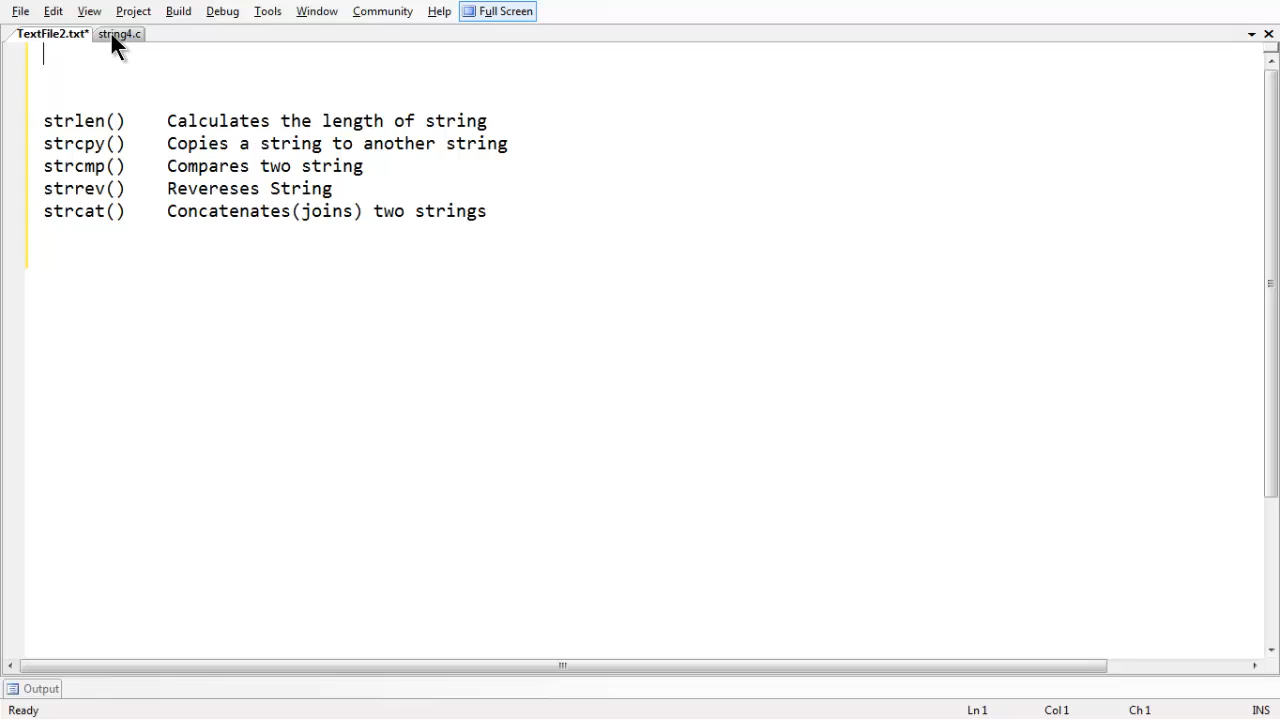 File Edit View Project Build Debug Tools Window Community Help Full Screen
TextFile2.txt* string4.c
strlen() Calculates the length of string
strcpy() Copies a string to another string
strcmp() Compares two string
strrev() Revereses String
strcat() Concatenates(joins) two strings
Output
Ready Ln 1 Col 1 Ch 1 INS